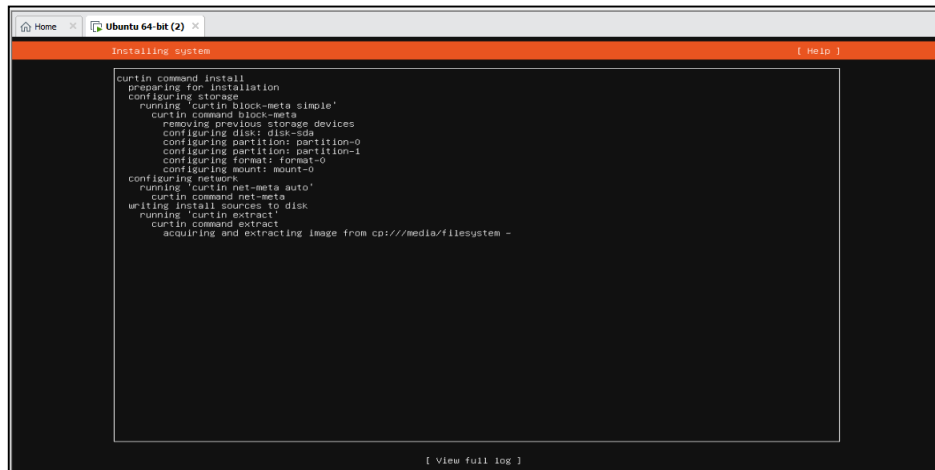 Home × Ubuntu 64-bit (2) ×
Installing system [ Help ]
curtin command install
preparing for installation
configuring storage
running 'curtin block-meta simple'
curtin command block-meta
removing previous storage devices
configuring disk: disk-sda
configuring partition: partition-0
configuring partition: partition-1
configuring format: format-0
configuring mount: mount-0
configuring network
running 'curtin net-meta auto'
curtin command net-meta
writing install sources to disk
running 'curtin extract'
curtin command extract
acquiring and extracting image from cp:///media/filesystem -
[ View full log ]